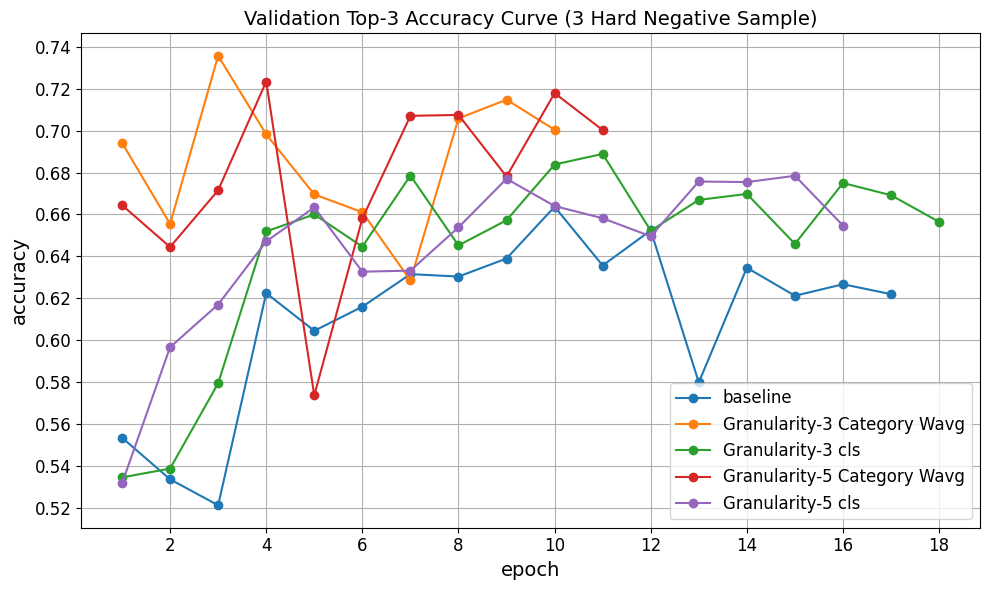 Validation Top-3 Accuracy Curve (3 Hard Negative Sample)
accuracy
0.74
0.72
0.70
0.68
0.66
0.64
0.62
0.60
0.58
0.56
0.54
0.52
baseline
Granularity-3 Category Wavg
Granularity-3 cls
Granularity-5 Category Wavg
Granularity-5 cls
2 4 6 8 10 12 14 16 18
epoch